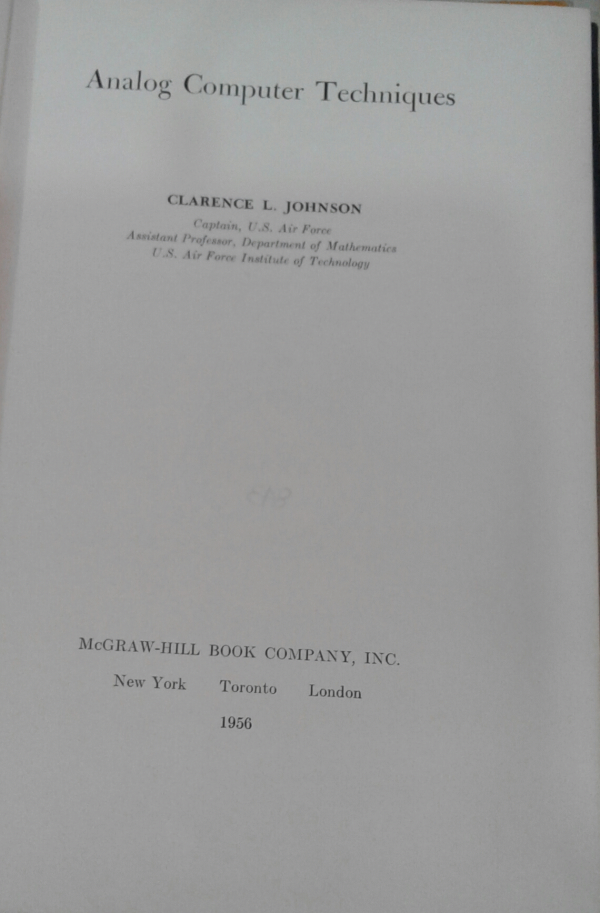 Analog Computer Techniques
CLARENCE L. JOHNSON
Captain, U.S. Air Force
Assistant Professor, Department of Mathematics
U.S. Air Force Institute of Technology
McGRAW-HILL BOOK COMPANY, INC.
New York Toronto London
1956